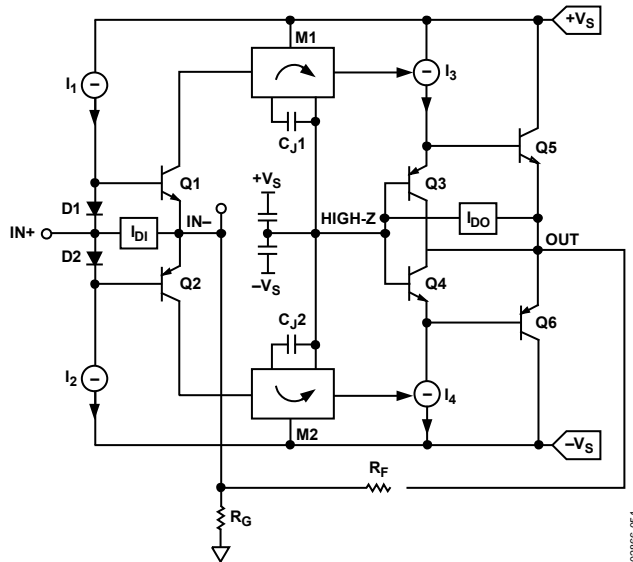 M1
+VS
I1
I3
CJ1
Q5
Q1
Q3
+VS
D1
IN–
HIGH-Z
IN+
IDI
IDO
OUT
D2
–VS
Q4
Q2
CJ2
Q6
I2
I4
M2
–VS
RF
RG